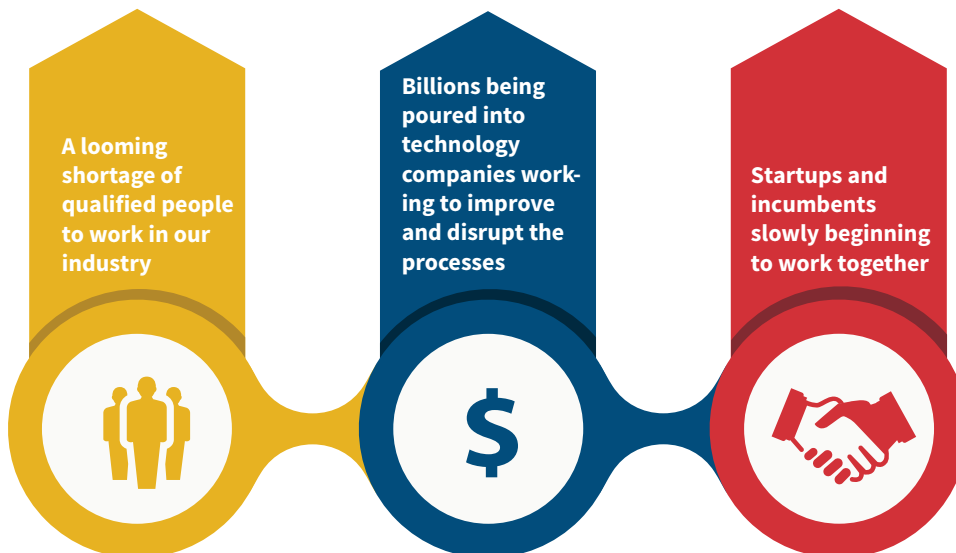 A looming
shortage of
qualified people
to work in our
industry
Billions being
poured into
technology
companies work-
ing to improve
and disrupt the
processes
Startups and
incumbents
slowly beginning
to work together
$